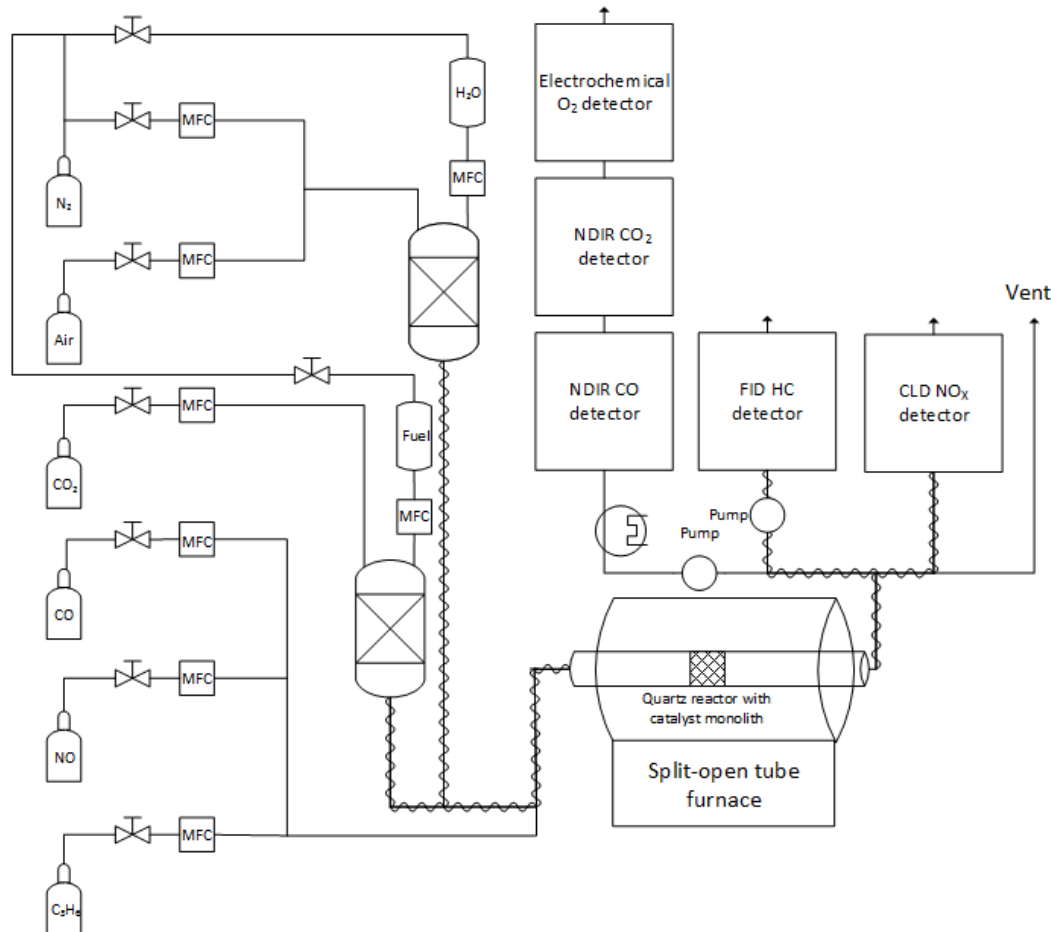 H₂O
Electrochemical
O₂ detector
MFC
N₂
MFC
NDIR CO₂
detector
MFC
Air
Vent
NDIR CO
detector
FID HC
detector
CLD NOₓ
detector
MFC
Fuel
CO₂
MFC
Pump
Pump
MFC
CO
MFC
NO
Quartz reactor with
catalyst monolith
Split-open tube
furnace
MFC
C₃H₆